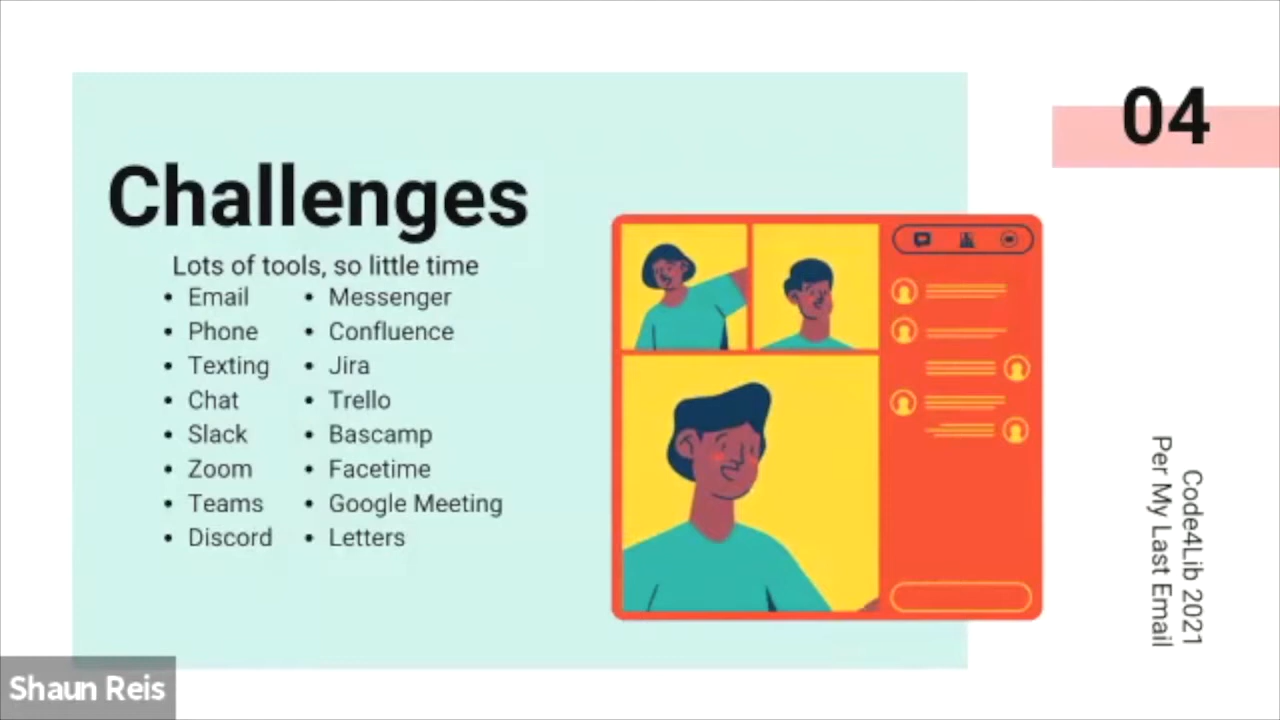 04
Challenges
Lots of tools, so little time
• Email
• Phone
• Texting
• Chat
• Slack
• Zoom
• Teams
• Discord
• Messenger
• Confluence
• Jira
• Trello
• Bascamp
• Facetime
• Google Meeting
• Letters
Code4Lib 2021
Per My Last Email
Shaun Reis